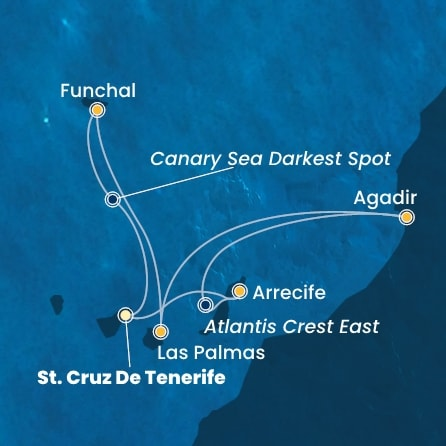 Funchal
Canary Sea Darkest Spot
Agadir
Arrecife
Atlantis Crest East
Las Palmas
St. Cruz De Tenerife